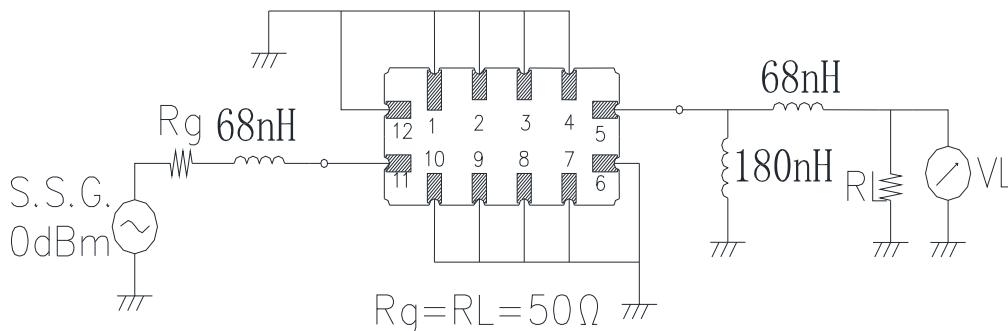 68nH
Rg 68nH
12 1 2 3 4 5
11 10 9 8 7 6
180nH
RL
VL
S.S.G.
0dBm
Rg=RL=50Ω